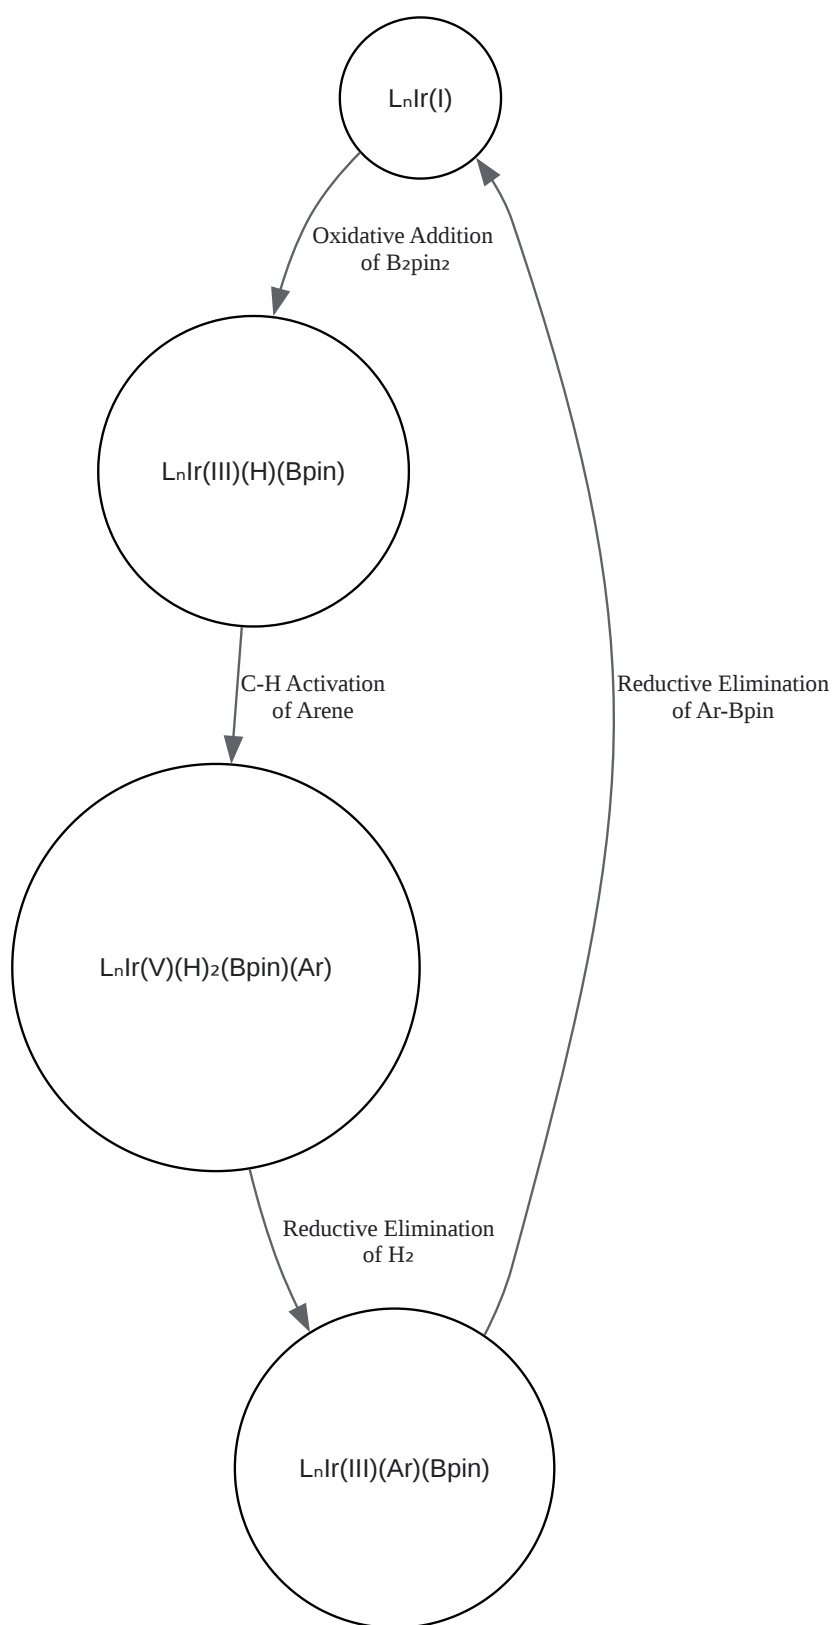 LₙIr(I)
Oxidative Addition
of B₂pin₂
LₙIr(III)(H)(Bpin)
C-H Activation
of Arene
Reductive Elimination
of Ar-Bpin
LₙIr(V)(H)₂(Bpin)(Ar)
Reductive Elimination
of H₂
LₙIr(III)(Ar)(Bpin)